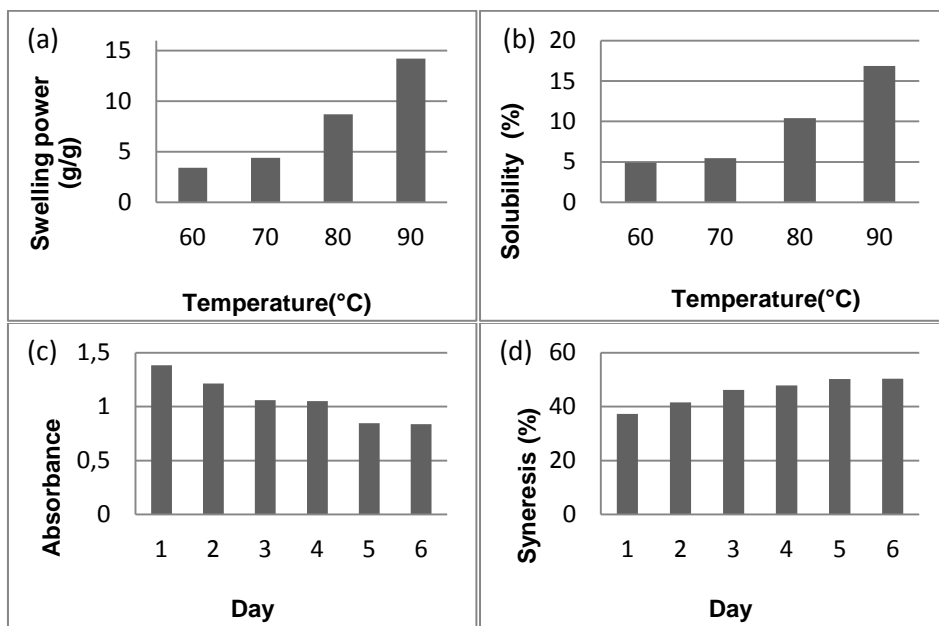 (a)
Swelling power
(g/g)
15
10
5
0
60 70 80 90
Temperature(°C)
(b)
Solubility (%)
20
15
10
5
0
60 70 80 90
Temperature(°C)
(c)
Absorbance
1,5
1
0,5
0
1 2 3 4 5 6
Day
(d)
Syneresis (%)
60
40
20
0
1 2 3 4 5 6
Day